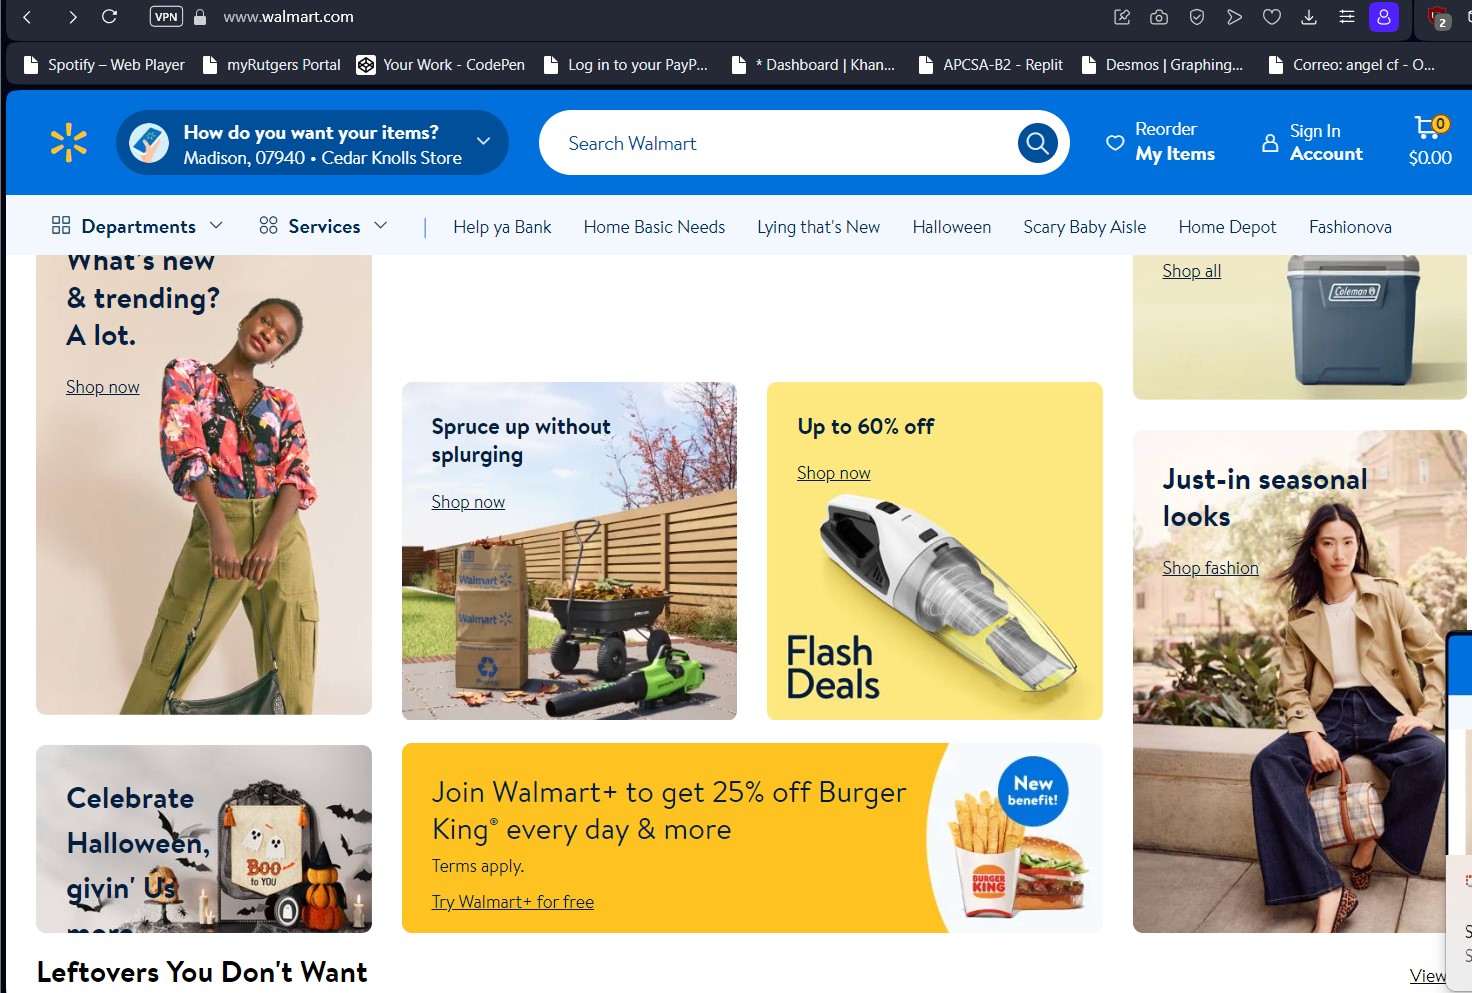 VPN
www.walmart.com
2
Spotify – Web Player
myRutgers Portal
Your Work - CodePen
Log in to your PayP...
* Dashboard | Khan...
APCSA-B2 - Replit
Desmos | Graphing...
Correo: angel cf - O...
How do you want your items?
Madison, 07940 • Cedar Knolls Store
Search Walmart
Reorder
My Items
Sign In
Account
0
$0.00
Departments
Services
Help ya Bank
Home Basic Needs
Lying that's New
Halloween
Scary Baby Aisle
Home Depot
Fashionova
What's new
& trending?
A lot.
Shop now
Spruce up without
splurging
Shop now
Walmart
Walmart
Up to 60% off
Shop now
Flash
Deals
Shop all
Coleman
Just-in seasonal
looks
Shop fashion
Celebrate
Halloween,
givin' Us
more
BOO
to YOU
Join Walmart+ to get 25% off Burger
King® every day & more
Terms apply.
Try Walmart+ for free
New
benefit!
BURGER
KING
Leftovers You Don't Want
View